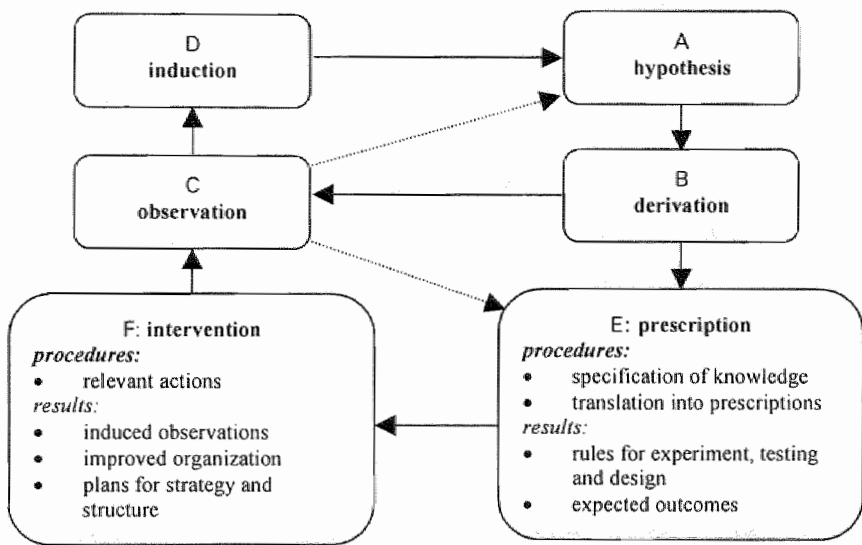 D
induction
A
hypothesis
C
observation
B
derivation
F: intervention
procedures:
• relevant actions
results:
• induced observations
• improved organization
• plans for strategy and
structure
E: prescription
procedures:
• specification of knowledge
• translation into prescriptions
results:
• rules for experiment, testing
and design
• expected outcomes